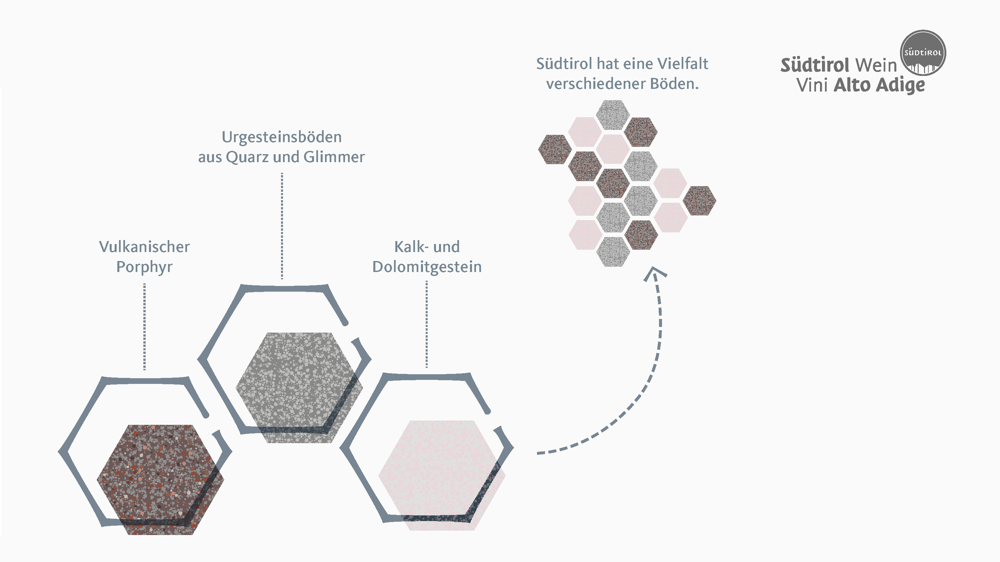 Südtirol hat eine Vielfalt
verschiedener Böden.
SÜDTIROL
Südtirol Wein
Vini Alto Adige
Urgesteinsböden
aus Quarz und Glimmer
Vulkanischer
Porphyr
Kalk- und
Dolomitgestein